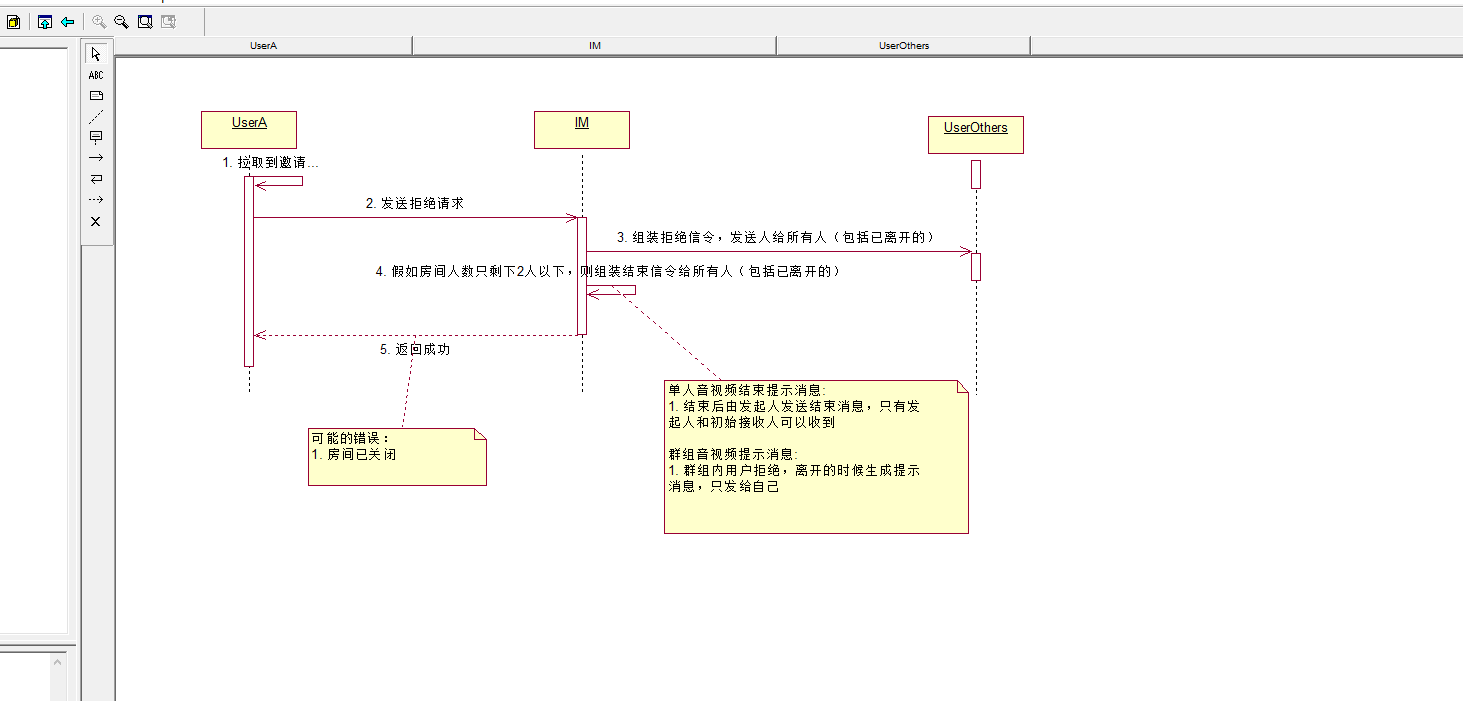 UserA
IM
UserOthers
ABC
UserA
IM
UserOthers
1. 拉取到邀请...
2. 发送拒绝请求
3. 组装拒绝信令，发送人给所有人（包括已离开的）
4. 假如房间人数只剩下2人以下，则组装结束信令给所有人（包括已离开的）
5. 返回成功
单人音视频结束提示消息:
1. 结束后由发起人发送结束消息，只有发
起人和初始接收人可以收到
群组音视频提示消息:
1. 群组内用户拒绝，离开的时候生成提示
消息，只发给自己
可能的错误：
1. 房间已关闭